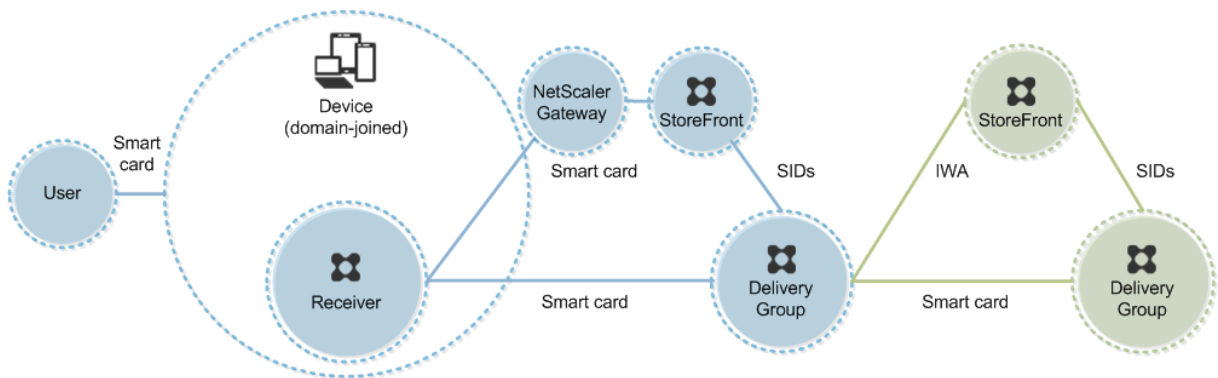 User
Smart
card
Device
(domain-joined)
Receiver
NetScaler
Gateway
StoreFront
Smart card
SIDs
Smart card
Delivery
Group
IWA
StoreFront
SIDs
Smart card
Delivery
Group